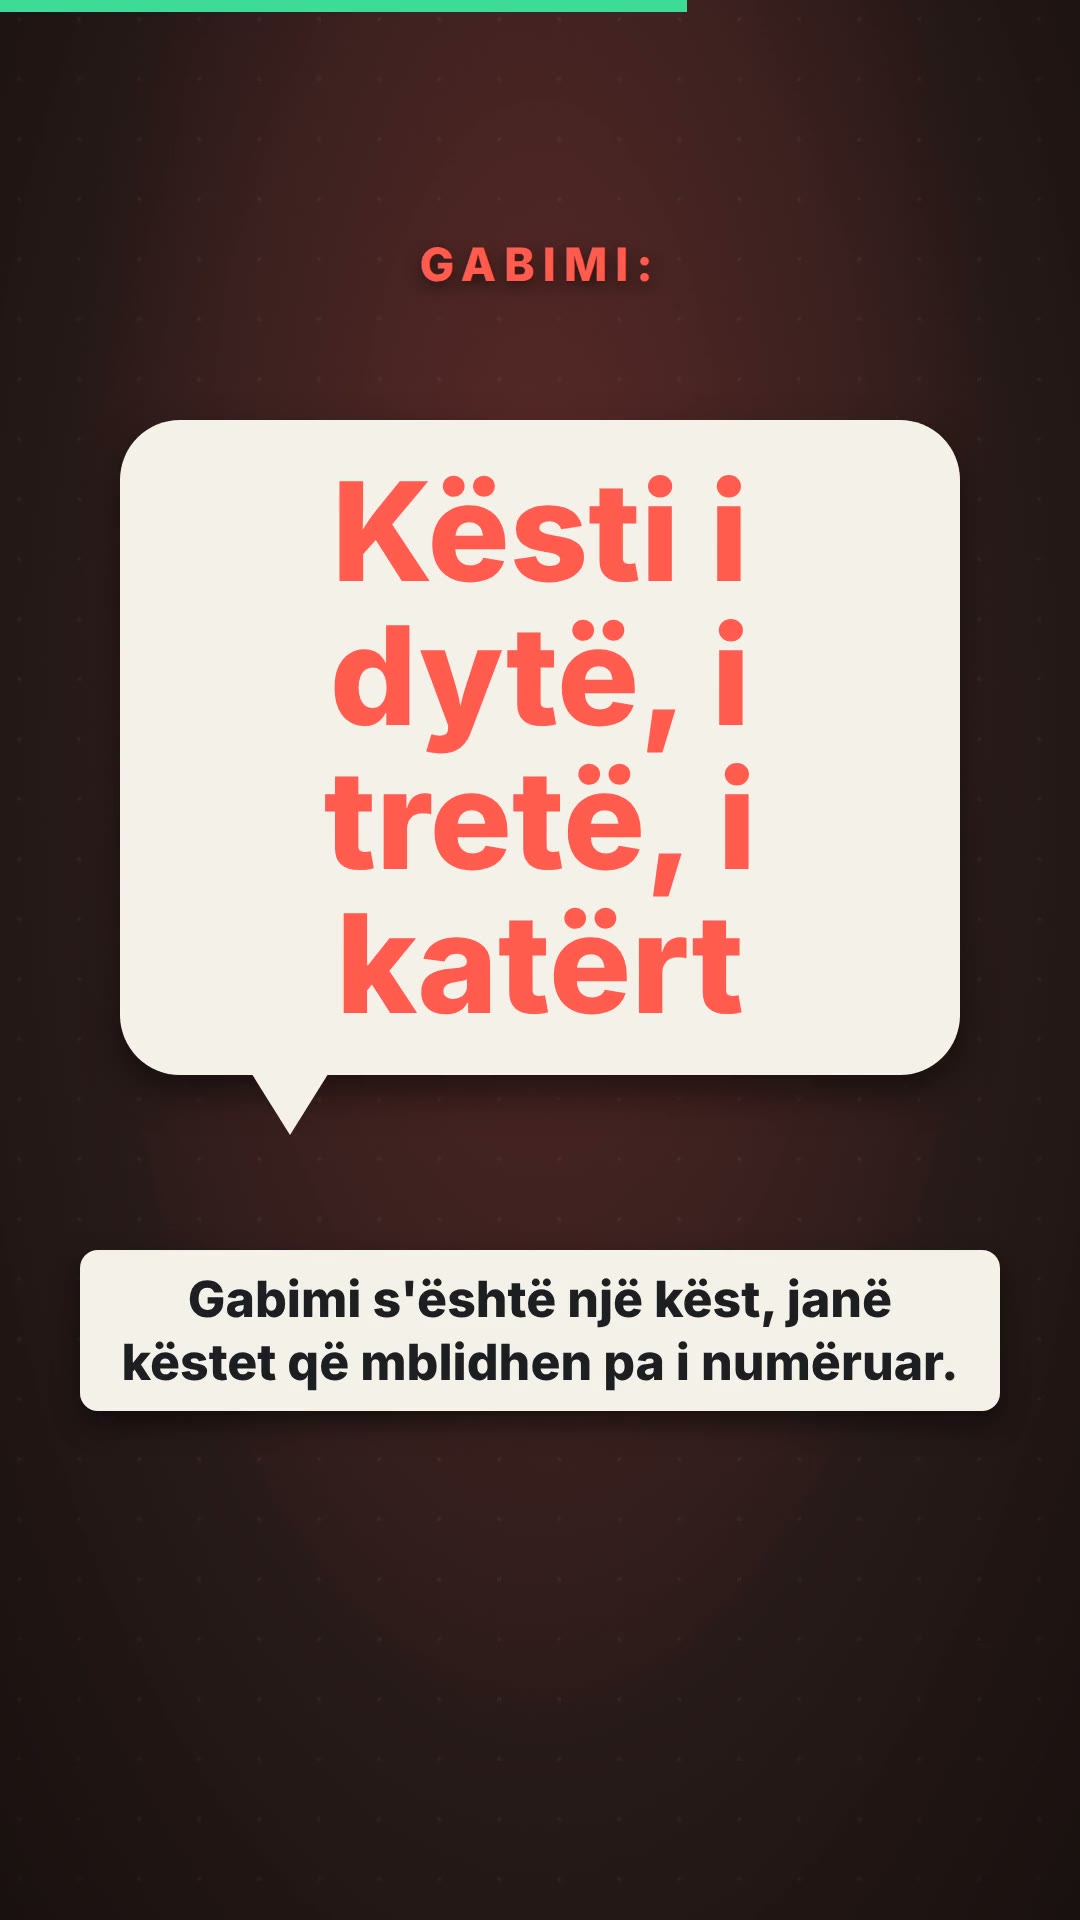 GABIMI:
Kësti i
dytë, i
tretë, i
katërt
Gabimi s'është një këst, janë
këstet që mblidhen pa i numëruar.